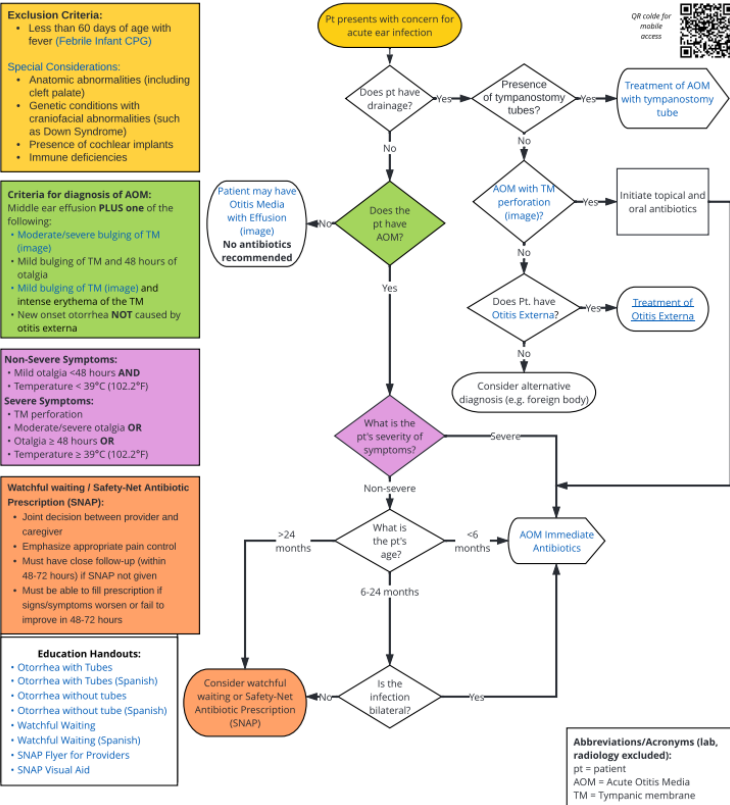 Exclusion Criteria:
• Less than 60 days of age with
fever (Febrile Infant CPG)
Special Considerations:
• Anatomic abnormalities (including
cleft palate)
• Genetic conditions with
craniofacial abnormalities (such
as Down Syndrome)
• Presence of cochlear implants
• Immune deficiencies
Pt presents with concern for
acute ear infection
QR colde for
mobile
access
Does pt have
drainage?
Yes
Presence
of tympanostomy
tubes?
Yes
Treatment of AOM
with tympanostomy
tube
No
No
Criteria for diagnosis of AOM:
Middle ear effusion PLUS one of the
following:
• Moderate/severe bulging of TM
(image)
• Mild bulging of TM and 48 hours of
otalgia
• Mild bulging of TM (image) and
intense erythema of the TM
• New onset otorrhea NOT caused by
otitis externa
Patient may have
Otitis Media
with Effusion
(image)
No antibiotics
recommended
No
Does the
pt have
AOM?
AOM with TM
perforation
(image)?
Yes
Initiate topical and
oral antibiotics
No
Yes
Does Pt. have
Otitis Externa?
Yes
Treatment of
Otitis Externa
No
Consider alternative
diagnosis (e.g. foreign body)
Non-Severe Symptoms:
• Mild otalgia <48 hours AND
• Temperature < 39°C (102.2°F)
Severe Symptoms:
• TM perforation
• Moderate/severe otalgia OR
• Otalgia ≥ 48 hours OR
• Temperature ≥ 39°C (102.2°F)
What is the
pt's severity of
symptoms?
Severe
Non-severe
Watchful waiting / Safety-Net Antibiotic
Prescription (SNAP):
• Joint decision between provider and
caregiver
• Emphasize appropriate pain control
• Must have close follow-up (within
48-72 hours) if SNAP not given
• Must be able to fill prescription if
signs/symptoms worsen or fail to
improve in 48-72 hours
>24
months
What is
the pt's
age?
<6
months
AOM Immediate
Antibiotics
6-24 months
Education Handouts:
• Otorrhea with Tubes
• Otorrhea with Tubes (Spanish)
• Otorrhea without tubes
• Otorrhea without tube (Spanish)
• Watchful Waiting
• Watchful Waiting (Spanish)
• SNAP Flyer for Providers
• SNAP Visual Aid
Consider watchful
waiting or Safety-Net
Antibiotic Prescription
(SNAP)
No
Is the
infection
bilateral?
Yes
Abbreviations/Acronyms (lab,
radiology excluded):
pt = patient
AOM = Acute Otitis Media
TM = Tympanic membrane